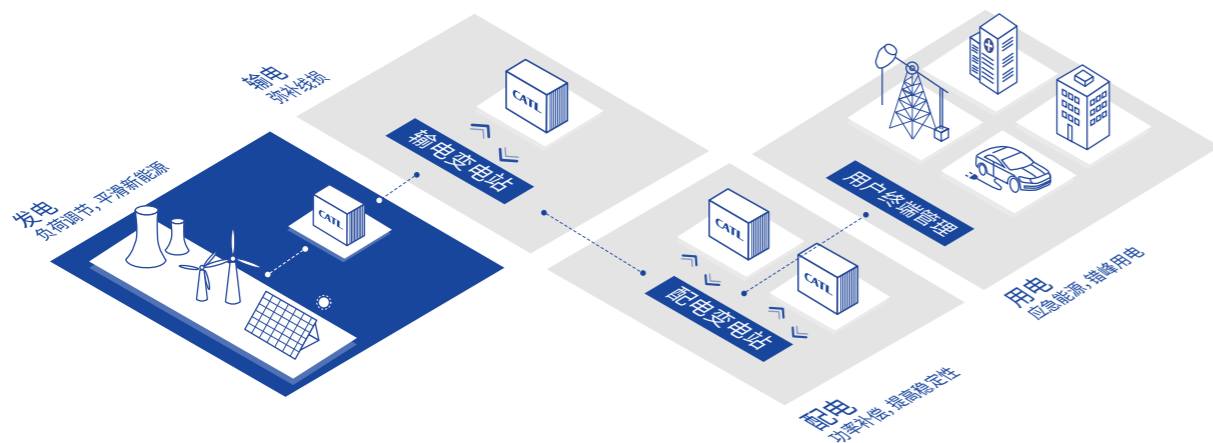 输电
弥补线损
CATL
输电变电站
发电
负荷调节, 平滑新能源
CATL
用户终端管理
CATL
CATL
配电变电站
用电
应急能源, 错峰用电
配电
功率补偿, 提高稳定性